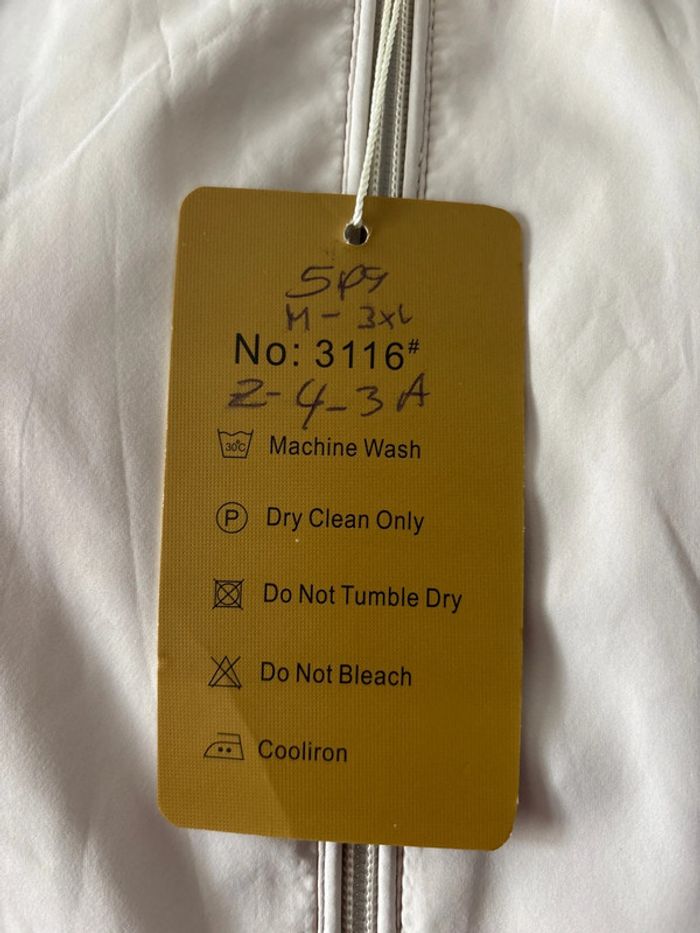 M - 3XL
No: 3116#
2-4-3A
30°C Machine Wash
P Dry Clean Only
Do Not Tumble Dry
Do Not Bleach
Cooliron